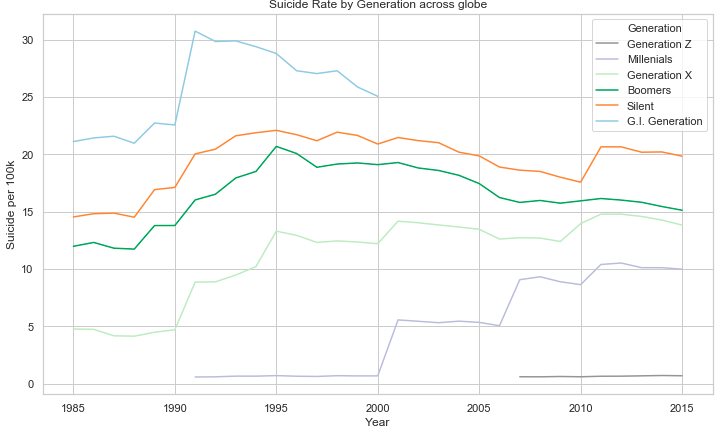 Suicide Rate by Generation across globe
Generation
Generation Z
Millenials
Generation X
Boomers
Silent
G.I. Generation
Suicide per 100k
30
25
20
15
10
5
0
1985 1990 1995 2000 2005 2010 2015
Year